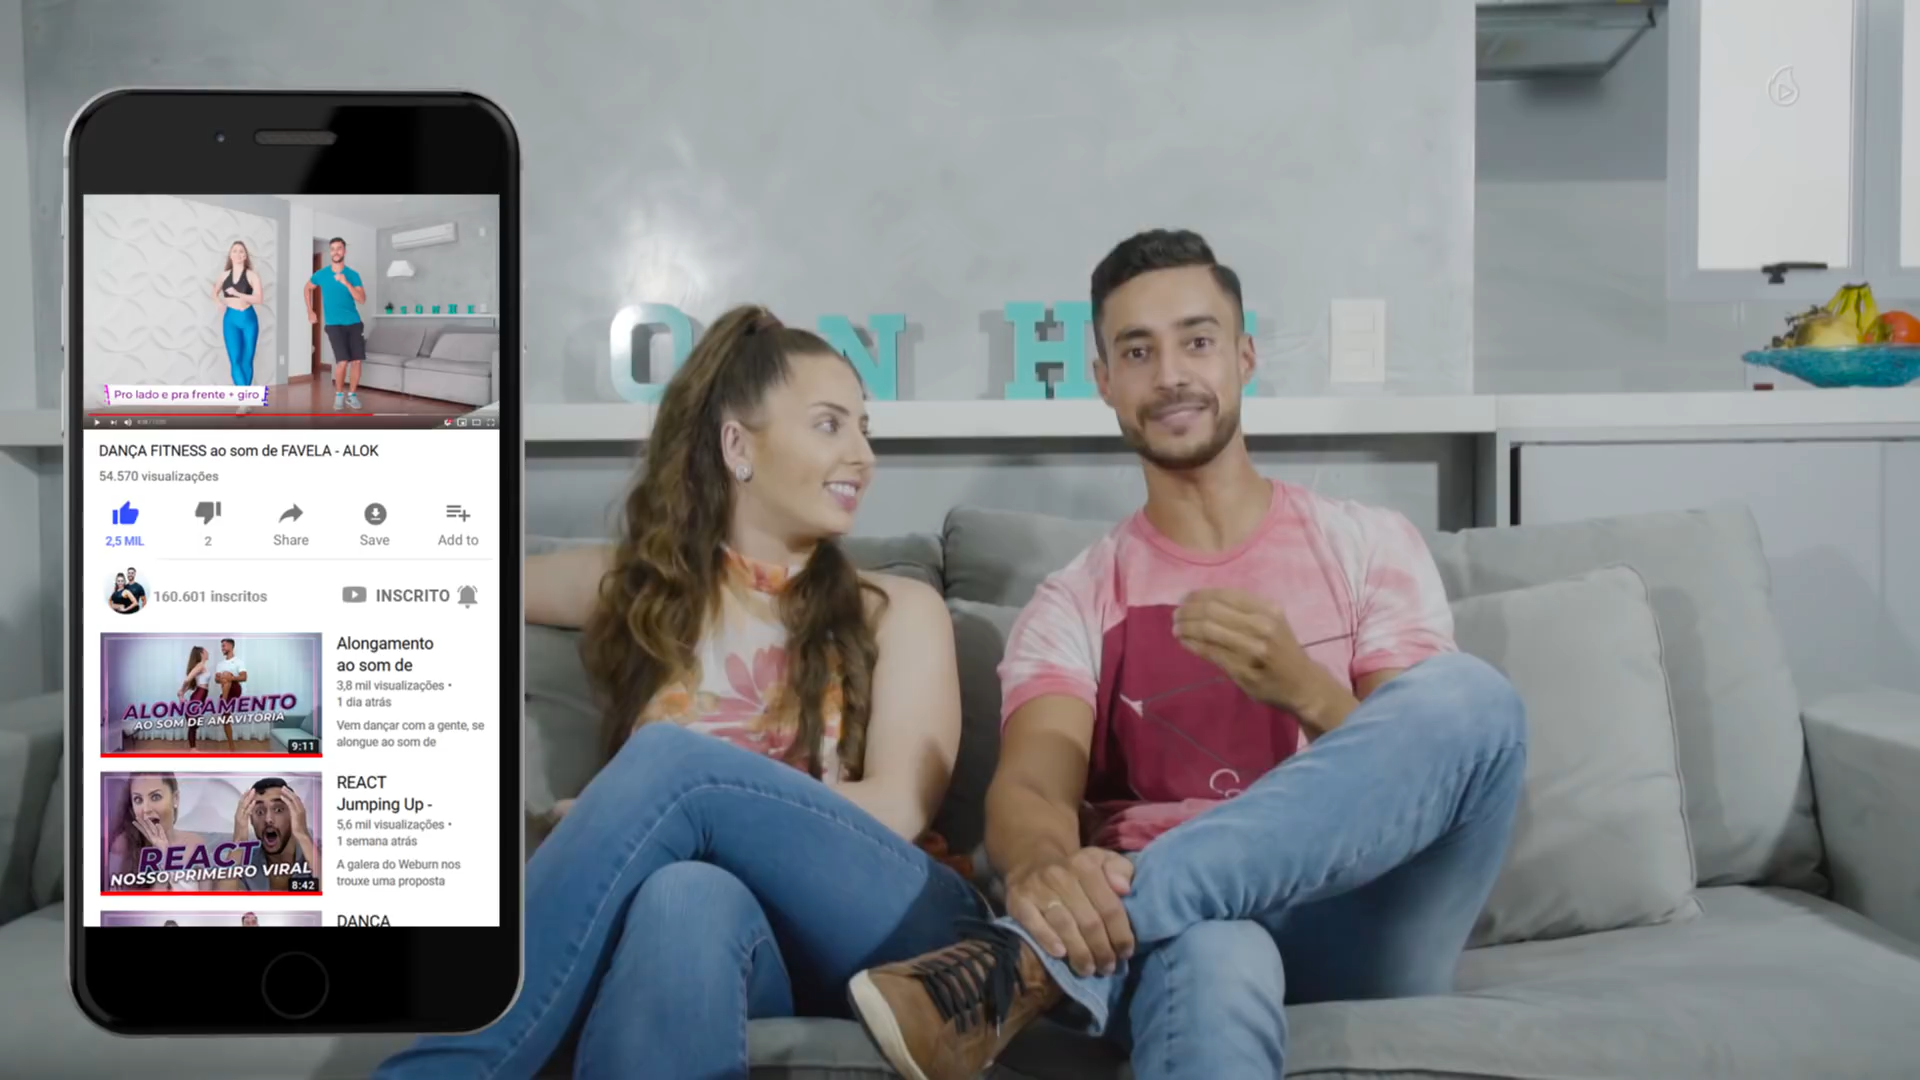 Pro lado e pra frente + giro
DANÇA FITNESS ao som de FAVELA - ALOK
54.570 visualizações
2,5 MIL
2
Share
Save
Add to
160.601 inscritos
INSCRITO
ALONGAMENTO
AO SOM DE ANAVITÓRIA
9:11
Alongamento
ao som de
3,8 mil visualizações •
1 dia atrás
Vem dançar com a gente, se
alongue ao som de
REACT
NOSSO PRIMEIRO VIRAL
8:42
REACT
Jumping Up -
5,6 mil visualizações •
1 semana atrás
A galera do Weburn nos
trouxe uma proposta
DANÇA
O N H